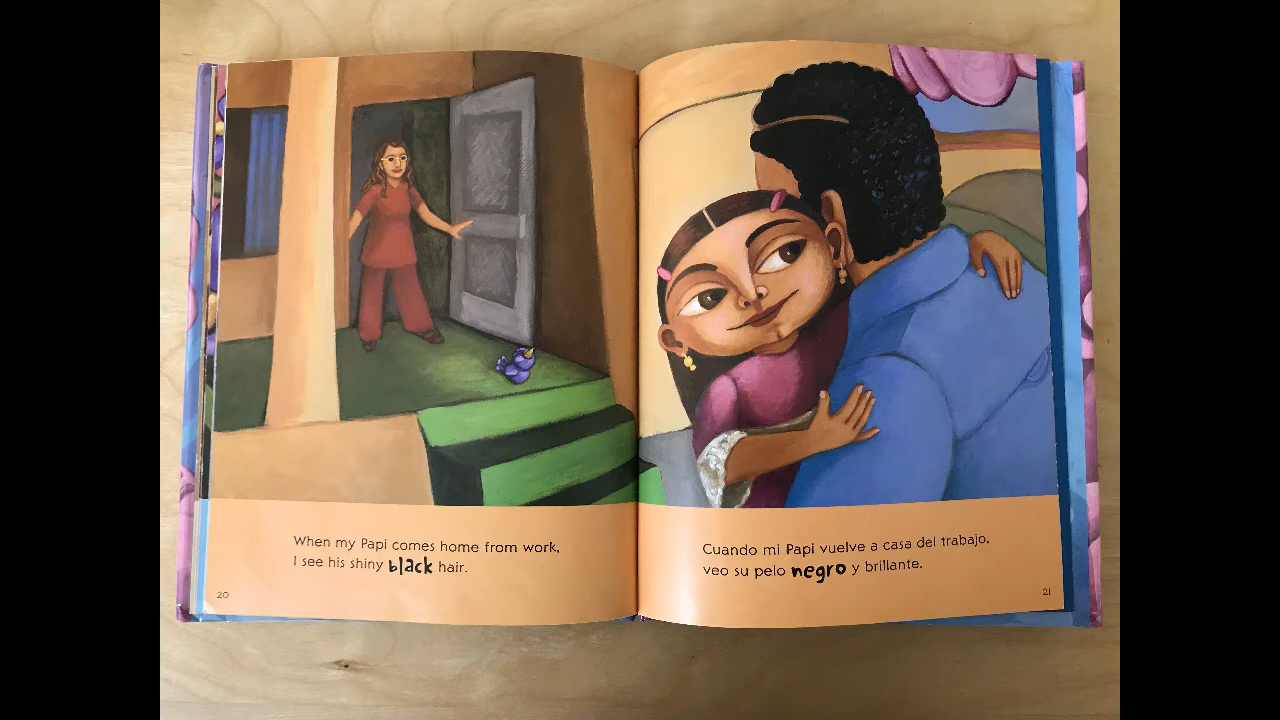 When my Papi comes home from work,
I see his shiny black hair.
20
Cuando mi Papi vuelve a casa del trabajo,
veo su pelo negro y brillante.
21